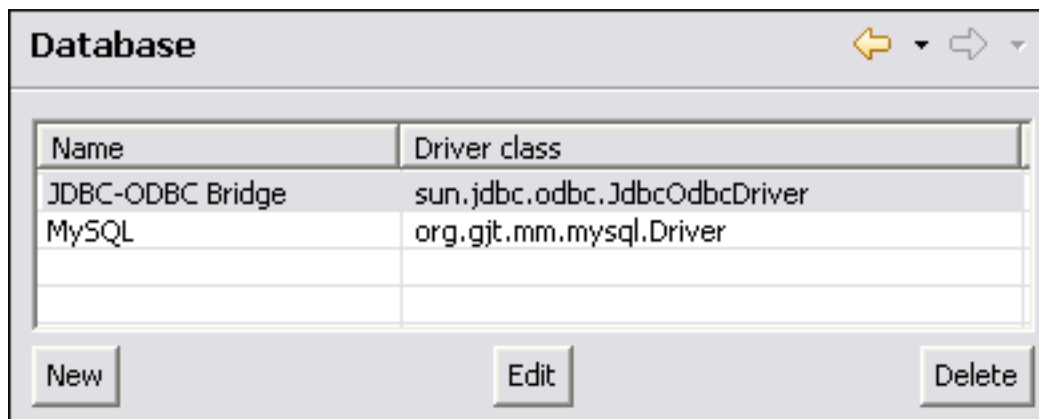 Database
Name Driver class
JDBC-ODBC Bridge sun.jdbc.odbc.JdbcOdbcDriver
MySQL org.gjt.mm.mysql.Driver
New Edit Delete